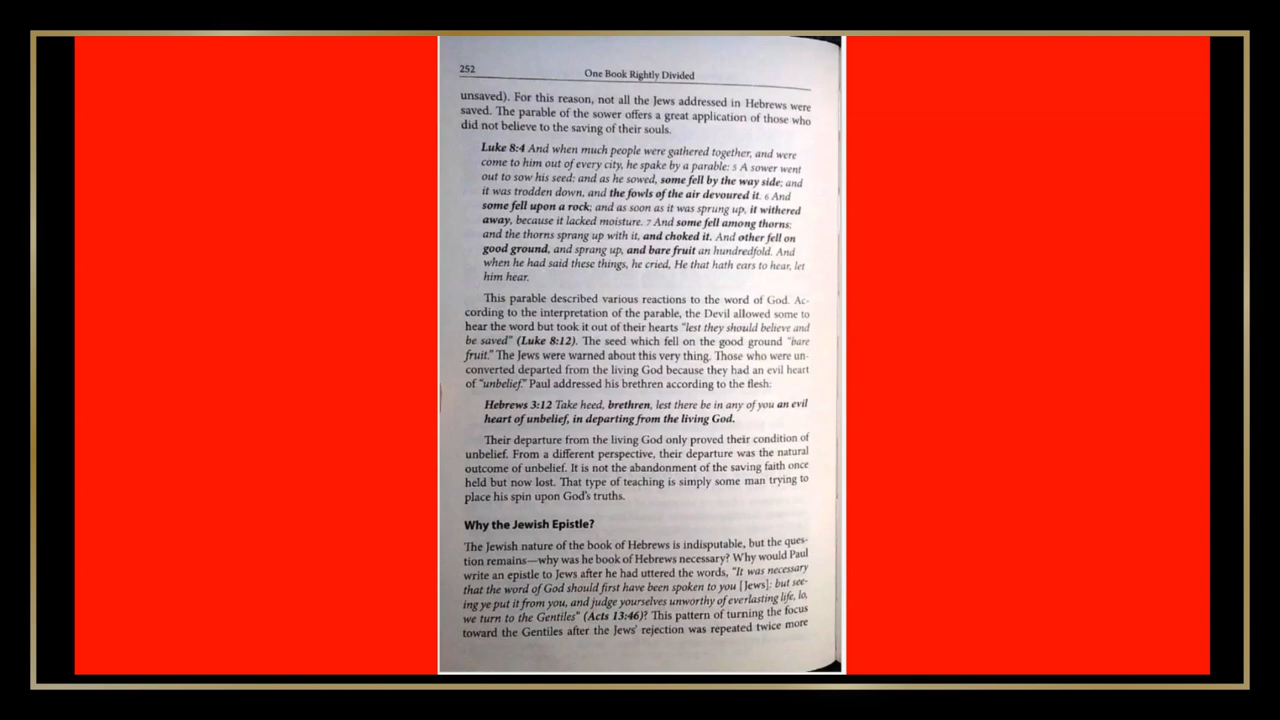 252
One Book Rightly Divided
unsaved). For this reason, not all the Jews addressed in Hebrews were
saved. The parable of the sower offers a great application of those who
did not believe to the saving of their souls.
Luke 8:4 And when much people were gathered together, and were
come to him out of every city, he spake by a parable: 5 A sower went
out to sow his seed: and as he sowed, some fell by the way side; and
it was trodden down, and the fowls of the air devoured it. 6 And
some fell upon a rock; and as soon as it was sprung up, it withered
away, because it lacked moisture. 7 And some fell among thorns;
and the thorns sprang up with it, and choked it. And other fell on
good ground, and sprang up, and bare fruit an hundredfold. And
when he had said these things, he cried, He that hath ears to hear, let
him hear.
This parable described various reactions to the word of God. Ac-
cording to the interpretation of the parable, the Devil allowed some to
hear the word but took it out of their hearts "lest they should believe and
be saved" (Luke 8:12). The seed which fell on the good ground "bare
fruit." The Jews were warned about this very thing. Those who were un-
converted departed from the living God because they had an evil heart
of "unbelief." Paul addressed his brethren according to the flesh:
Hebrews 3:12 Take heed, brethren, lest there be in any of you an evil
heart of unbelief, in departing from the living God.
Their departure from the living God only proved their condition of
unbelief. From a different perspective, their departure was the natural
outcome of unbelief. It is not the abandonment of the saving faith once
held but now lost. That type of teaching is simply some man trying to
place his spin upon God's truths.
Why the Jewish Epistle?
The Jewish nature of the book of Hebrews is indisputable, but the ques-
tion remains—why was he book of Hebrews necessary? Why would Paul
write an epistle to Jews after he had uttered the words, "It was necessary
that the word of God should first have been spoken to you [Jews]: but see-
ing ye put it from you, and judge yourselves unworthy of everlasting life, lo,
we turn to the Gentiles" (Acts 13:46)? This pattern of turning the focus
toward the Gentiles after the Jews' rejection was repeated twice more